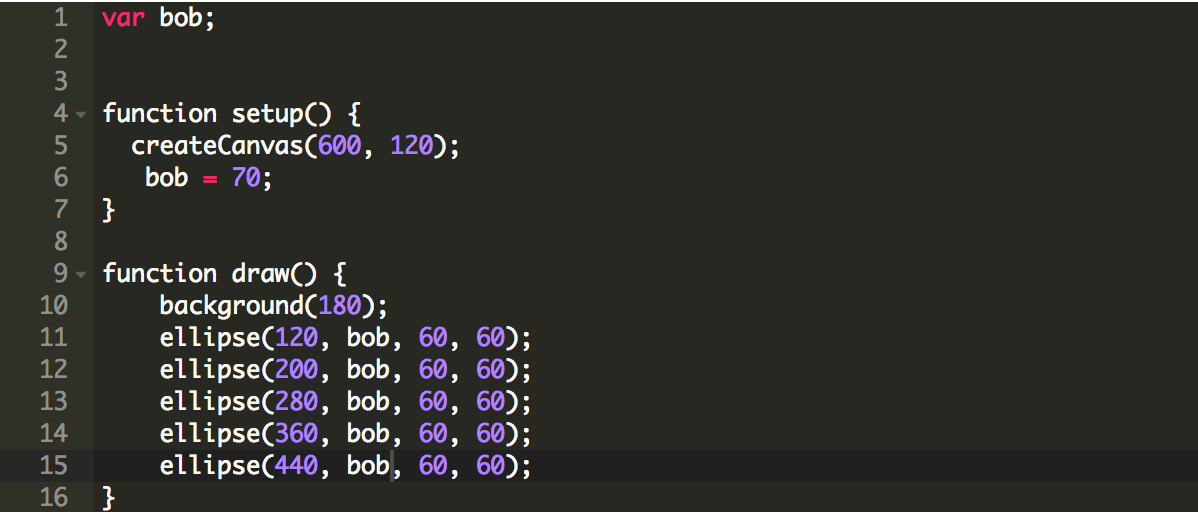 1 var bob;
2
3
4 function setup() {
5   createCanvas(600, 120);
6    bob = 70;
7 }
8
9 function draw() {
10     background(180);
11     ellipse(120, bob, 60, 60);
12     ellipse(200, bob, 60, 60);
13     ellipse(280, bob, 60, 60);
14     ellipse(360, bob, 60, 60);
15     ellipse(440, bob, 60, 60);
16 }